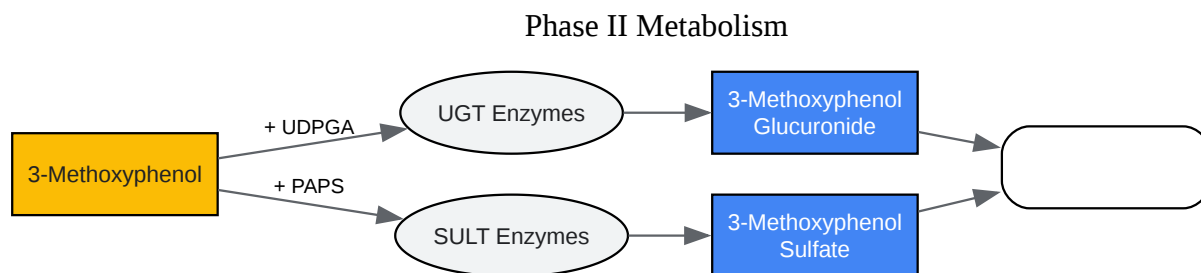 Phase II Metabolism
3-Methoxyphenol
+ UDPGA
+ PAPS
UGT Enzymes
SULT Enzymes
3-Methoxyphenol
Glucuronide
3-Methoxyphenol
Sulfate